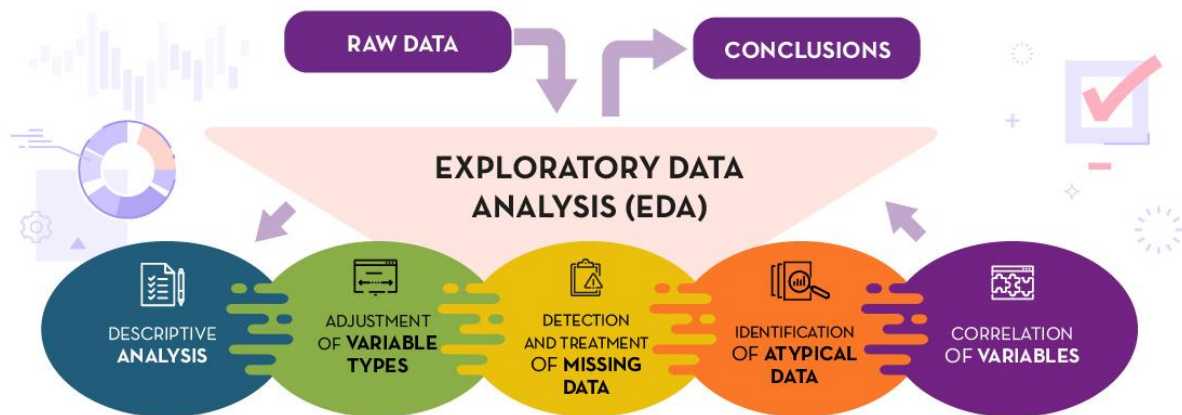 RAW DATA
CONCLUSIONS
EXPLORATORY DATA
ANALYSIS (EDA)
DESCRIPTIVE
ANALYSIS
ADJUSTMENT
OF VARIABLE
TYPES
DETECTION
AND TREATMENT
OF MISSING
DATA
IDENTIFICATION
OF ATYPICAL
DATA
CORRELATION
OF VARIABLES